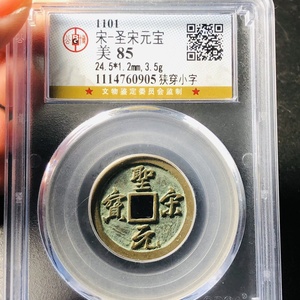 1101
宋-圣宋元宝
美 85
24.5*1.2mm,3.5g
1114760905 狭穿小字
★ 文物鉴定委员会监制 ★
聖宋元寶